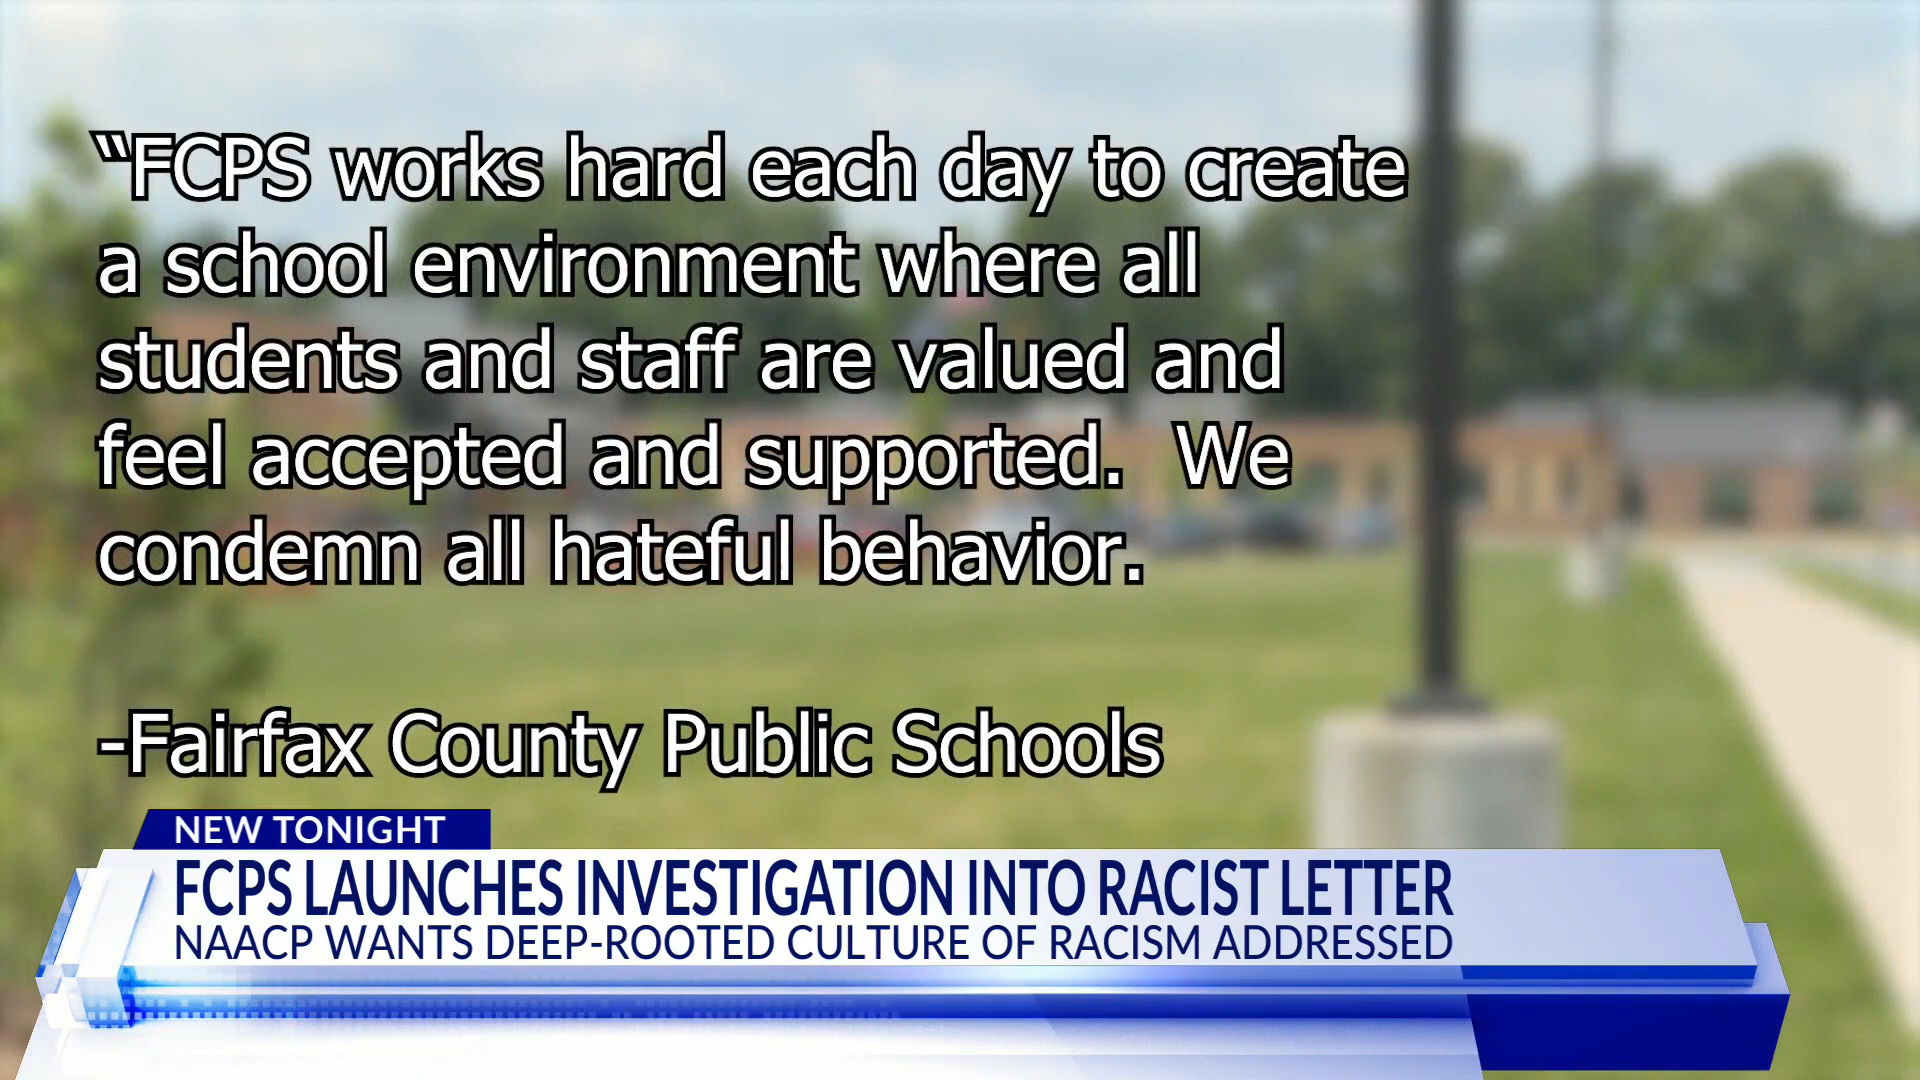 “FCPS works hard each day to create
a school environment where all
students and staff are valued and
feel accepted and supported.  We
condemn all hateful behavior.
-Fairfax County Public Schools
NEW TONIGHT
FCPS LAUNCHES INVESTIGATION INTO RACIST LETTER
NAACP WANTS DEEP-ROOTED CULTURE OF RACISM ADDRESSED